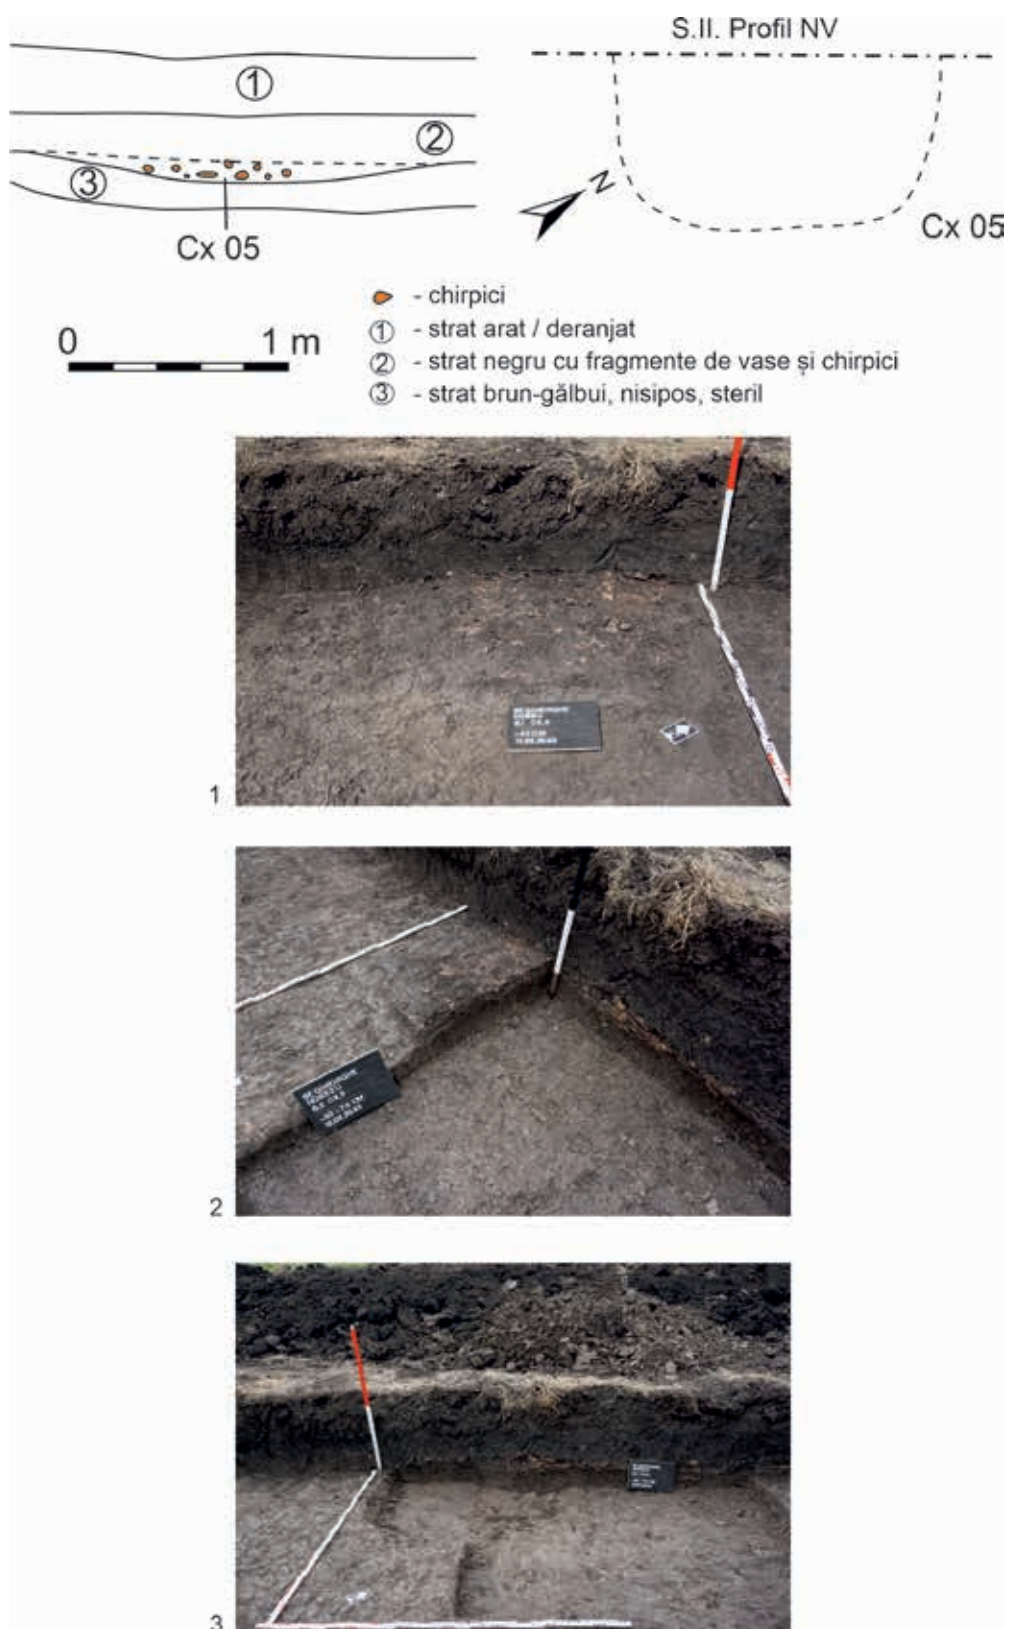 S.II. Profil NV
1
2
3
Cx 05
N
Cx 05
0 1 m
- chirpici
1 - strat arat / deranjat
2 - strat negru cu fragmente de vase și chirpici
3 - strat brun-gălbui, nisipos, steril
1
2
3